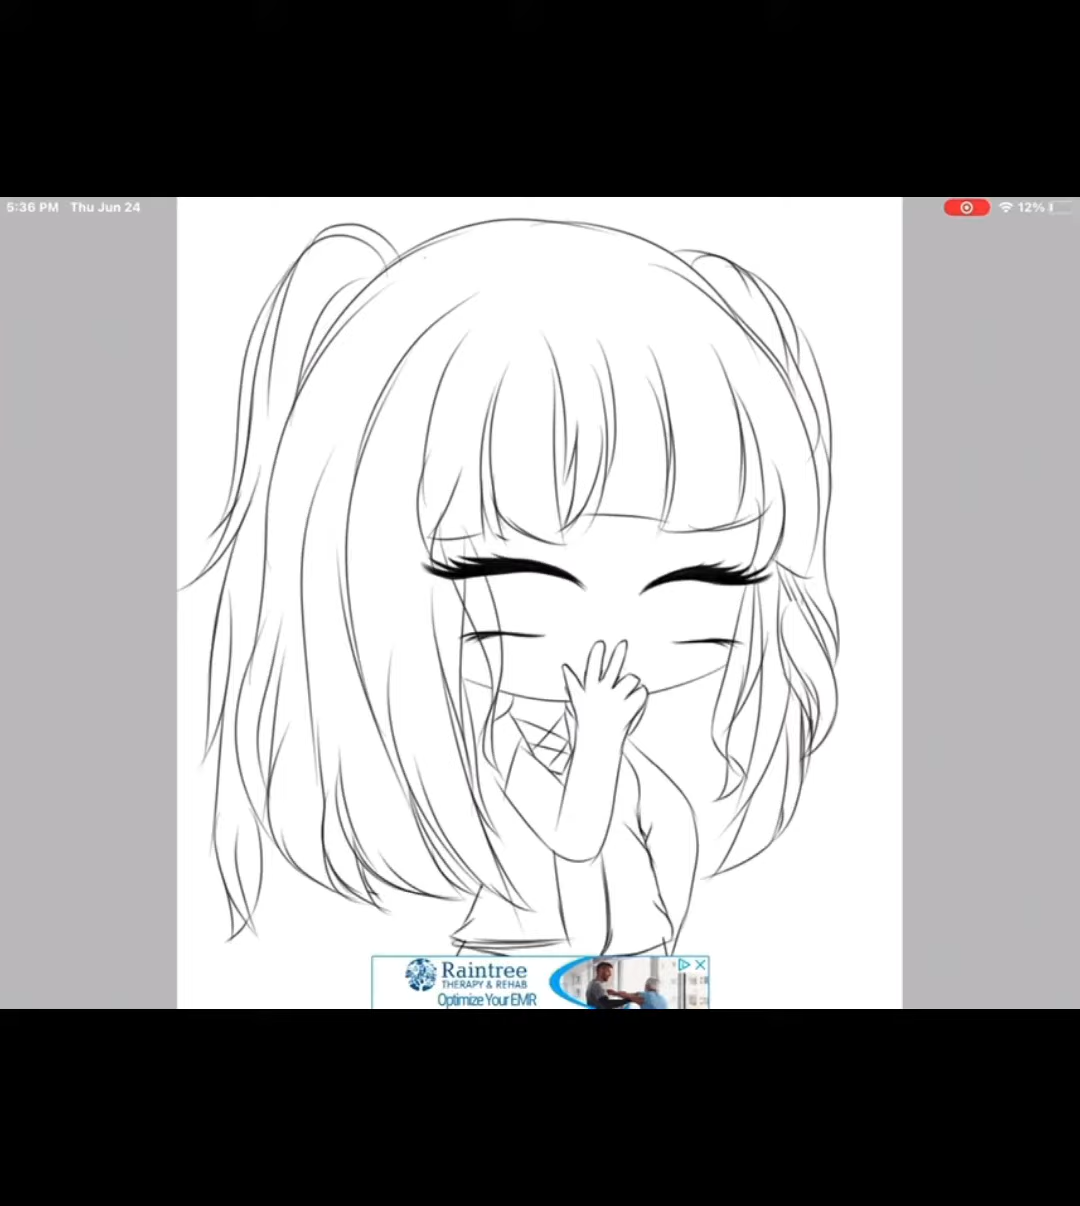 5:36 PM Thu Jun 24
12%
Raintree
THERAPY & REHAB
Optimize Your EMR